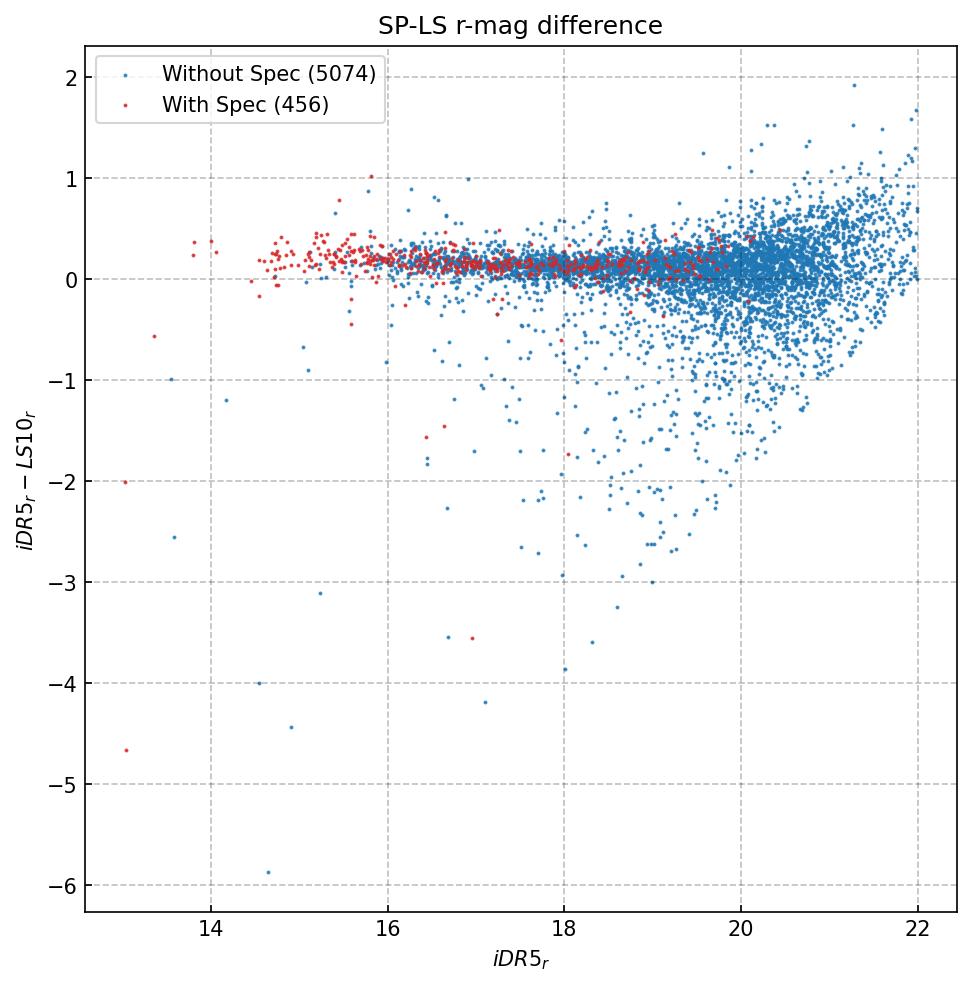 SP-LS r-mag difference
Without Spec (5074)
With Spec (456)
2
1
0
−1
−2
−3
−4
−5
−6
iDR5r − LS10r
14 16 18 20 22
iDR5r